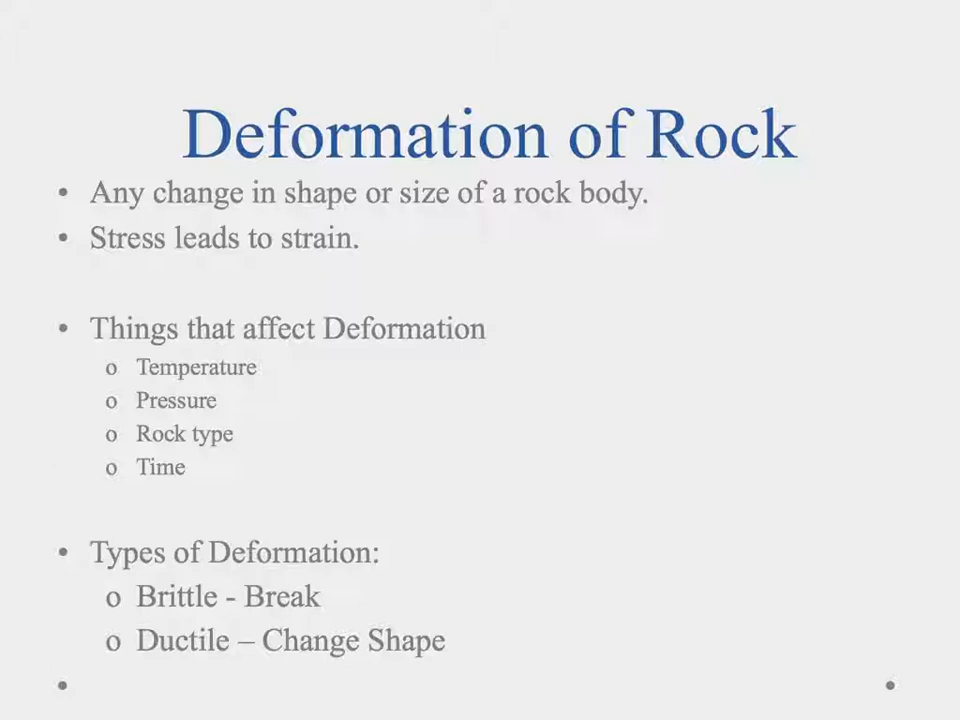 Deformation of Rock
• Any change in shape or size of a rock body.
• Stress leads to strain.
• Things that affect Deformation
o Temperature
o Pressure
o Rock type
o Time
• Types of Deformation:
o Brittle - Break
o Ductile – Change Shape